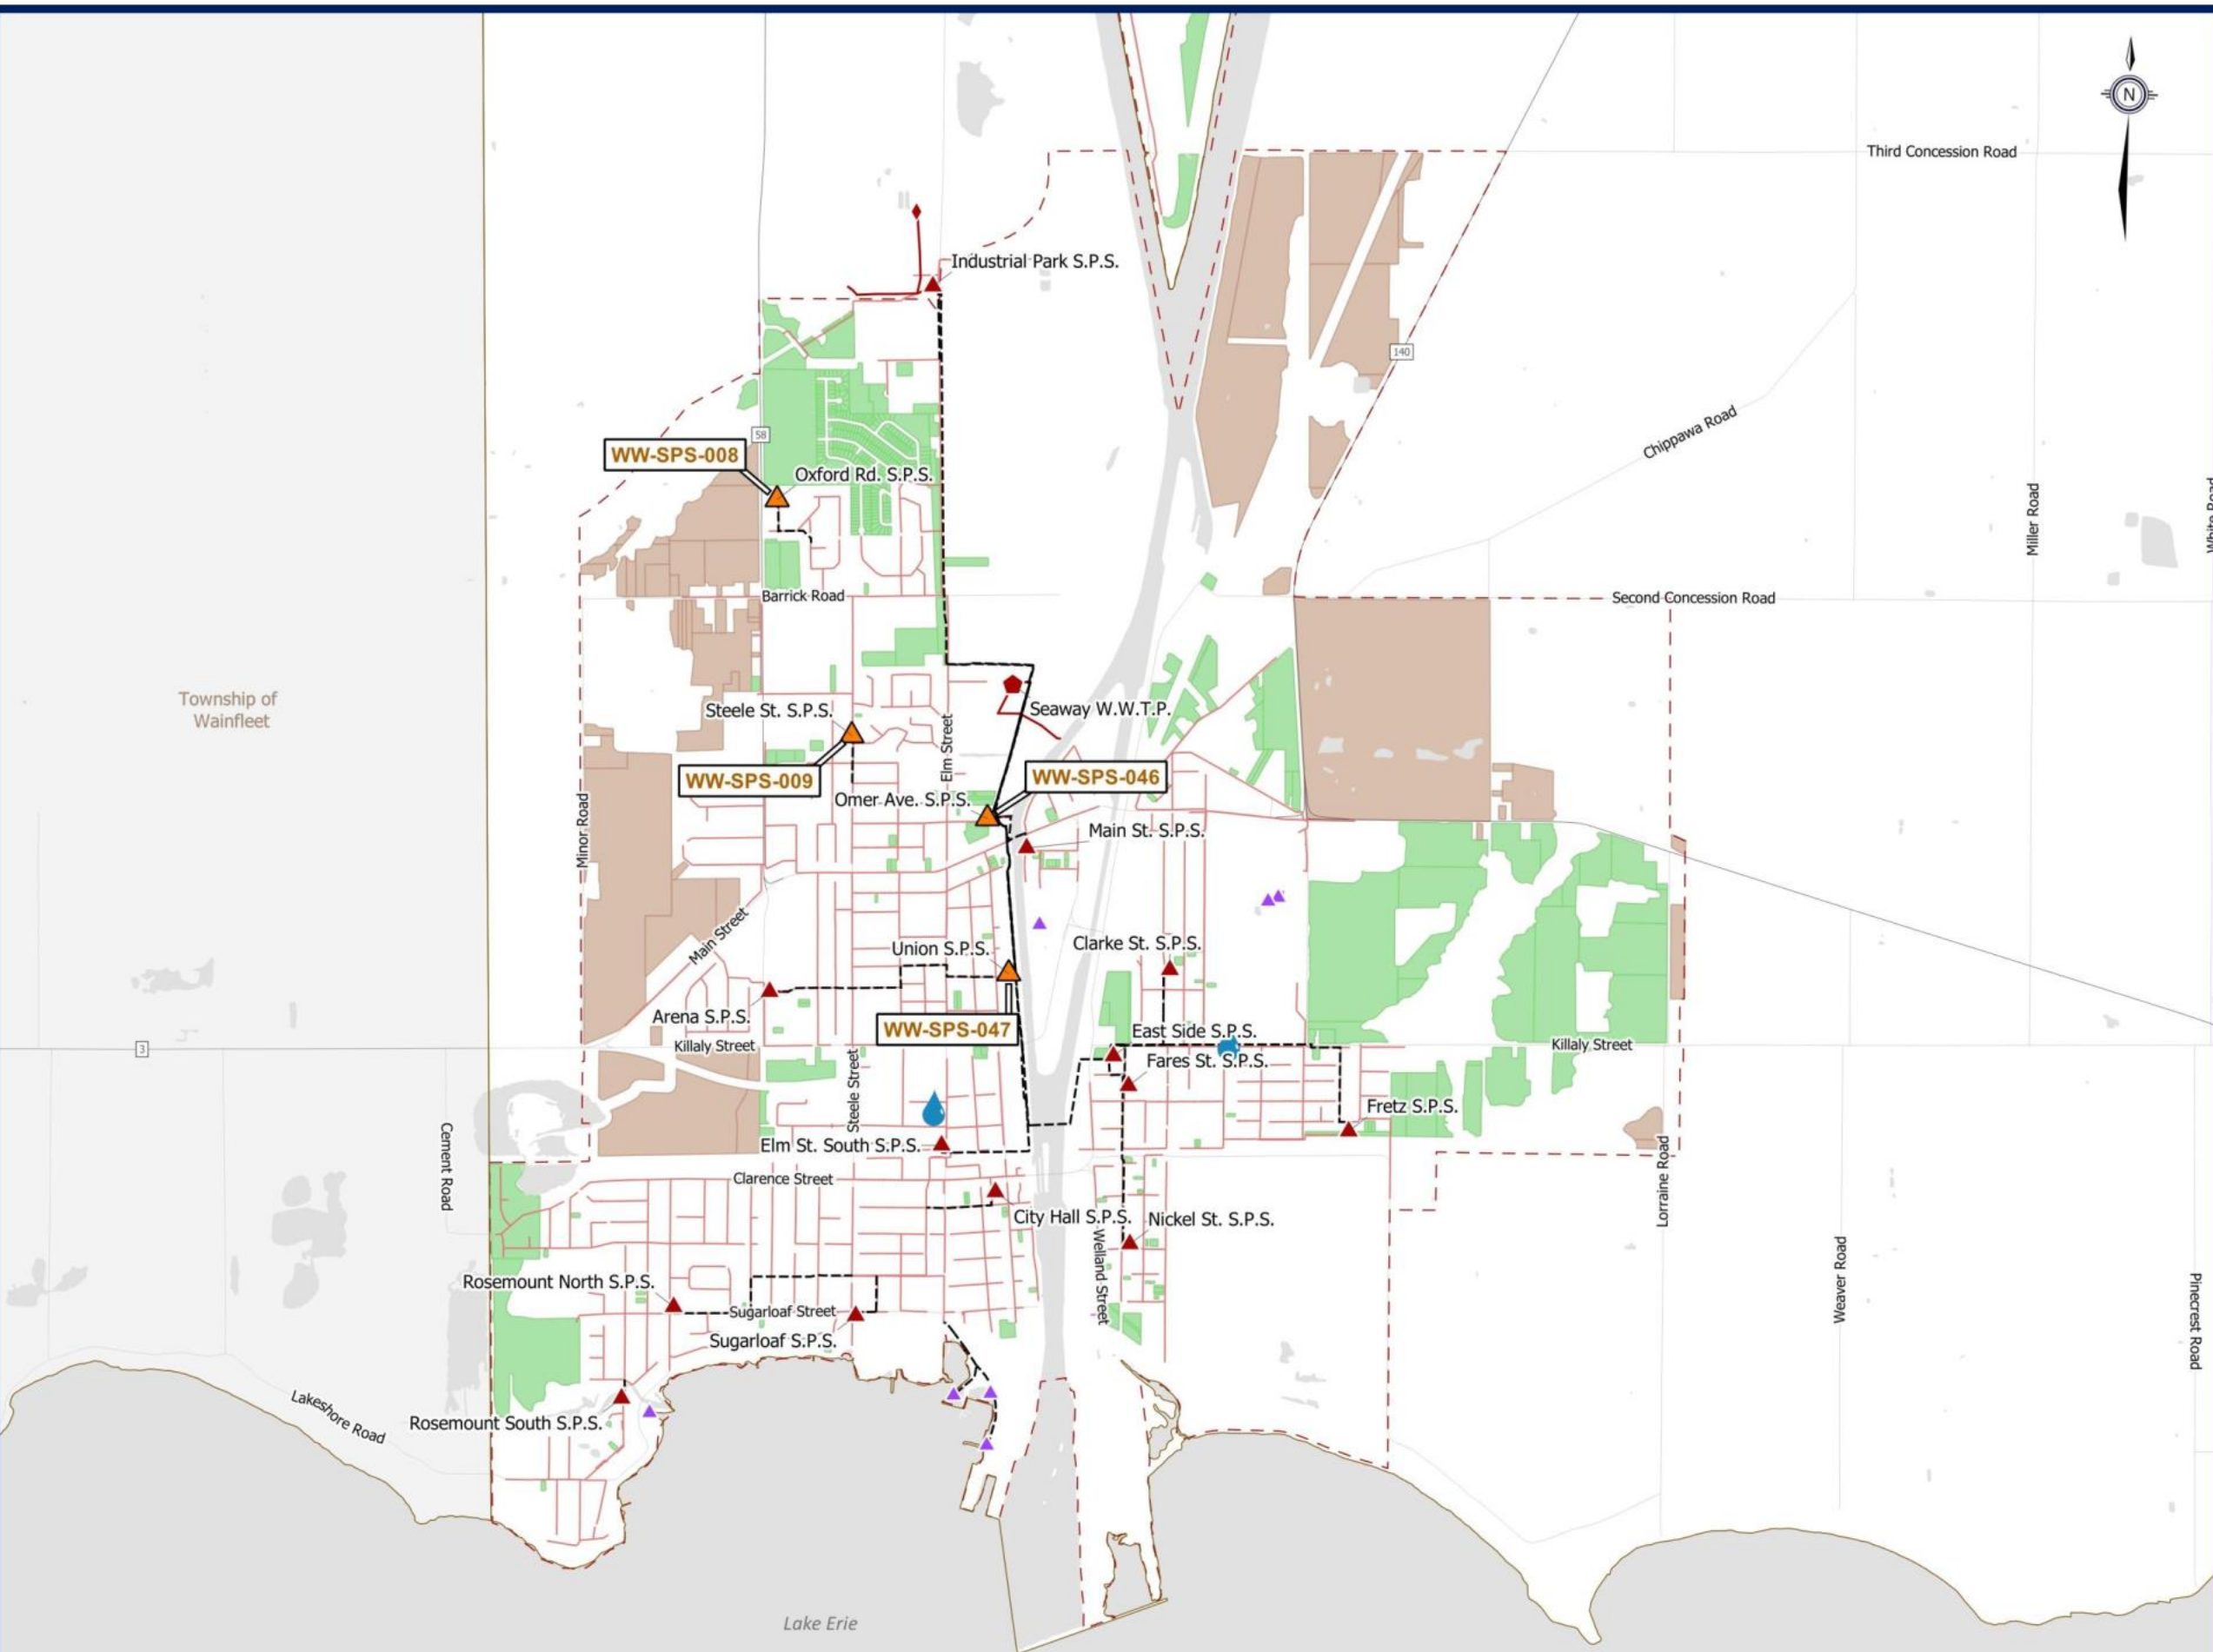 N
Third Concession Road
Industrial Park S.P.S.
140
Chippawa Road
58
WW-SPS-008
Oxford Rd. S.P.S.
Miller Road
White Road
Barrick Road
Second Concession Road
Township of
Wainfleet
Steele St. S.P.S.
Seaway W.W.T.P.
Elm Street
WW-SPS-009
WW-SPS-046
Omer Ave. S.P.S.
Minor Road
Main St. S.P.S.
Main Street
Union S.P.S.
Clarke St. S.P.S.
Arena S.P.S.
WW-SPS-047
East Side S.P.S.
3
Killaly Street
Killaly Street
Steele Street
Fares St. S.P.S.
Fretz S.P.S.
Cement Road
Elm St. South S.P.S.
Clarence Street
Lorraine Road
City Hall S.P.S.
Nickel St. S.P.S.
Welland Street
Weaver Road
Pinecrest Road
Rosemount North S.P.S.
Sugarloaf Street
Sugarloaf S.P.S.
Lakeshore Road
Rosemount South S.P.S.
Lake Erie